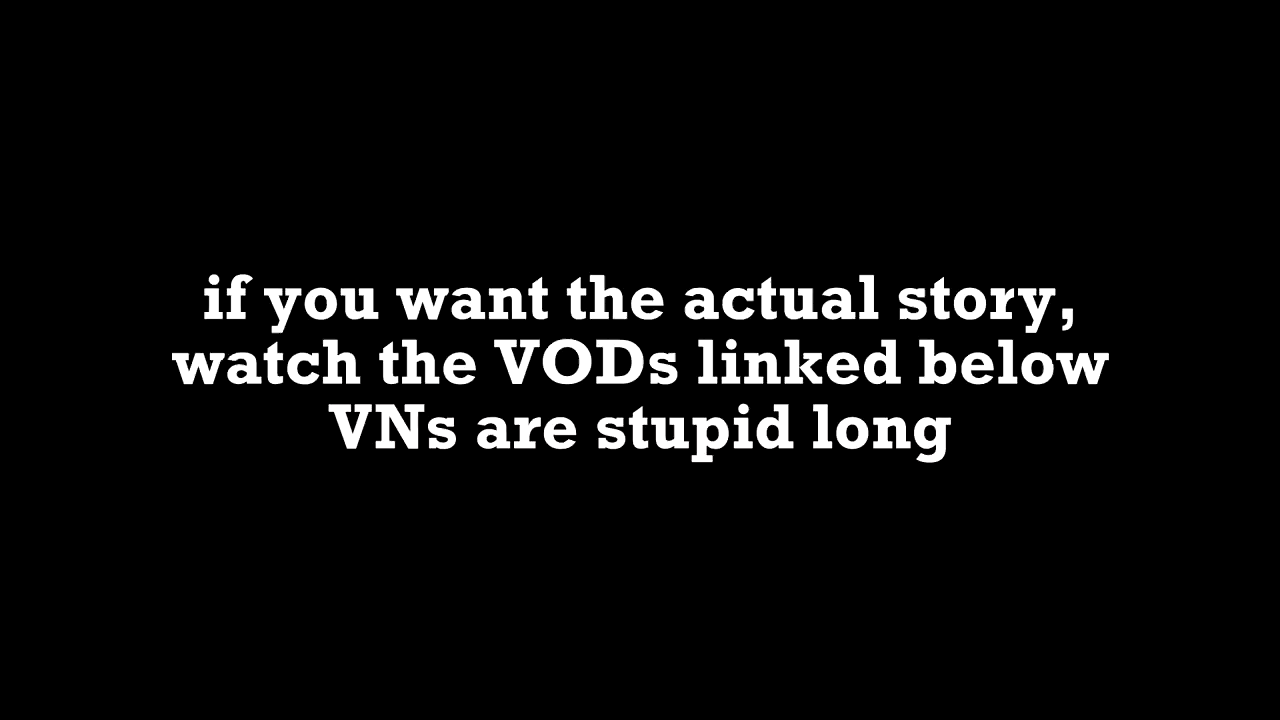 if you want the actual story,
watch the VODs linked below
VNs are stupid long